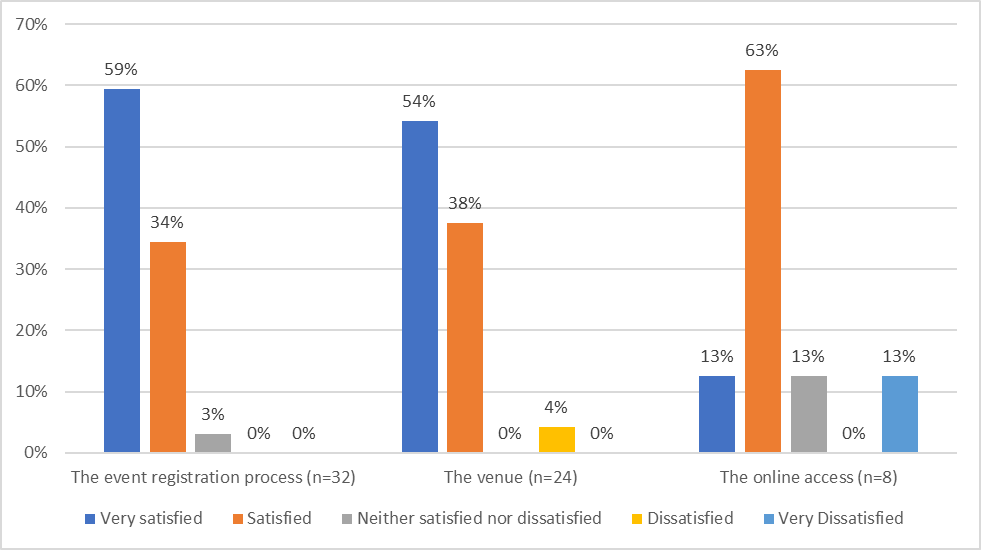 70%
59%
63%
60%
54%
50%
40%
38%
34%
30%
20%
13%
13%
13%
10%
3%
4%
0%
0%
0%
0%
0%
0%
The event registration process (n=32)
The venue (n=24)
The online access (n=8)
Very satisfied
Satisfied
Neither satisfied nor dissatisfied
Dissatisfied
Very Dissatisfied